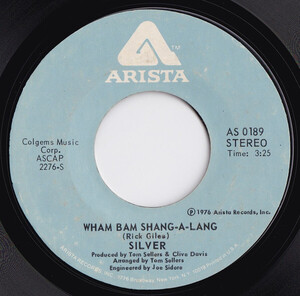 TM
ARISTA
Colgems Music
Corp.
ASCAP
2276-S
AS 0189
STEREO
Time: 3:25
℗ 1976 Arista Records, Inc.
WHAM BAM SHANG-A-LANG
(Rick Giles)
SILVER
Produced by Tom Sellers & Clive Davis
Arranged by Tom Sellers
Engineered by Joe Sidore